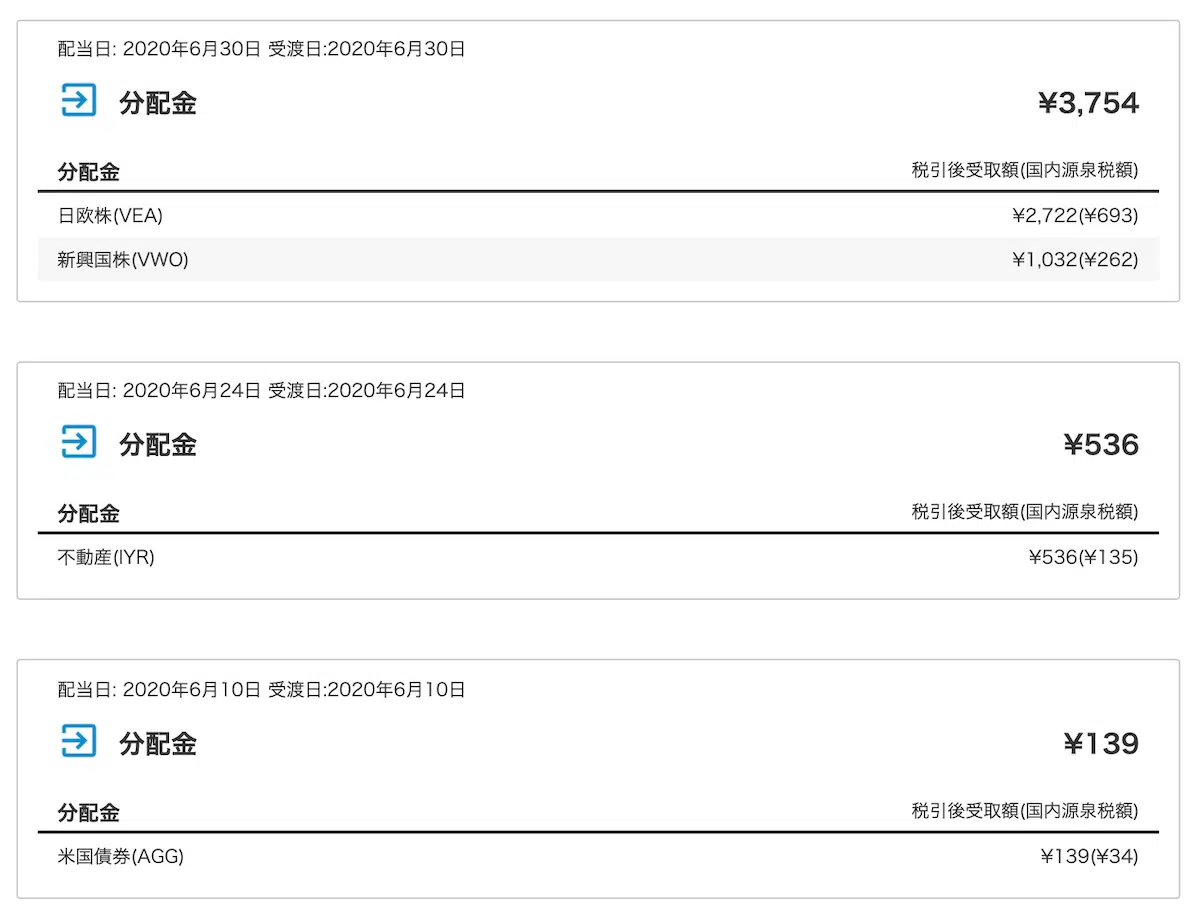 配当日: 2020年6月30日 受渡日:2020年6月30日
分配金 ¥3,754
分配金 税引後受取額(国内源泉税額)
日欧株(VEA) ¥2,722(¥693)
新興国株(VWO) ¥1,032(¥262)
配当日: 2020年6月24日 受渡日:2020年6月24日
分配金 ¥536
分配金 税引後受取額(国内源泉税額)
不動産(IYR) ¥536(¥135)
配当日: 2020年6月10日 受渡日:2020年6月10日
分配金 ¥139
分配金 税引後受取額(国内源泉税額)
米国債券(AGG) ¥139(¥34)